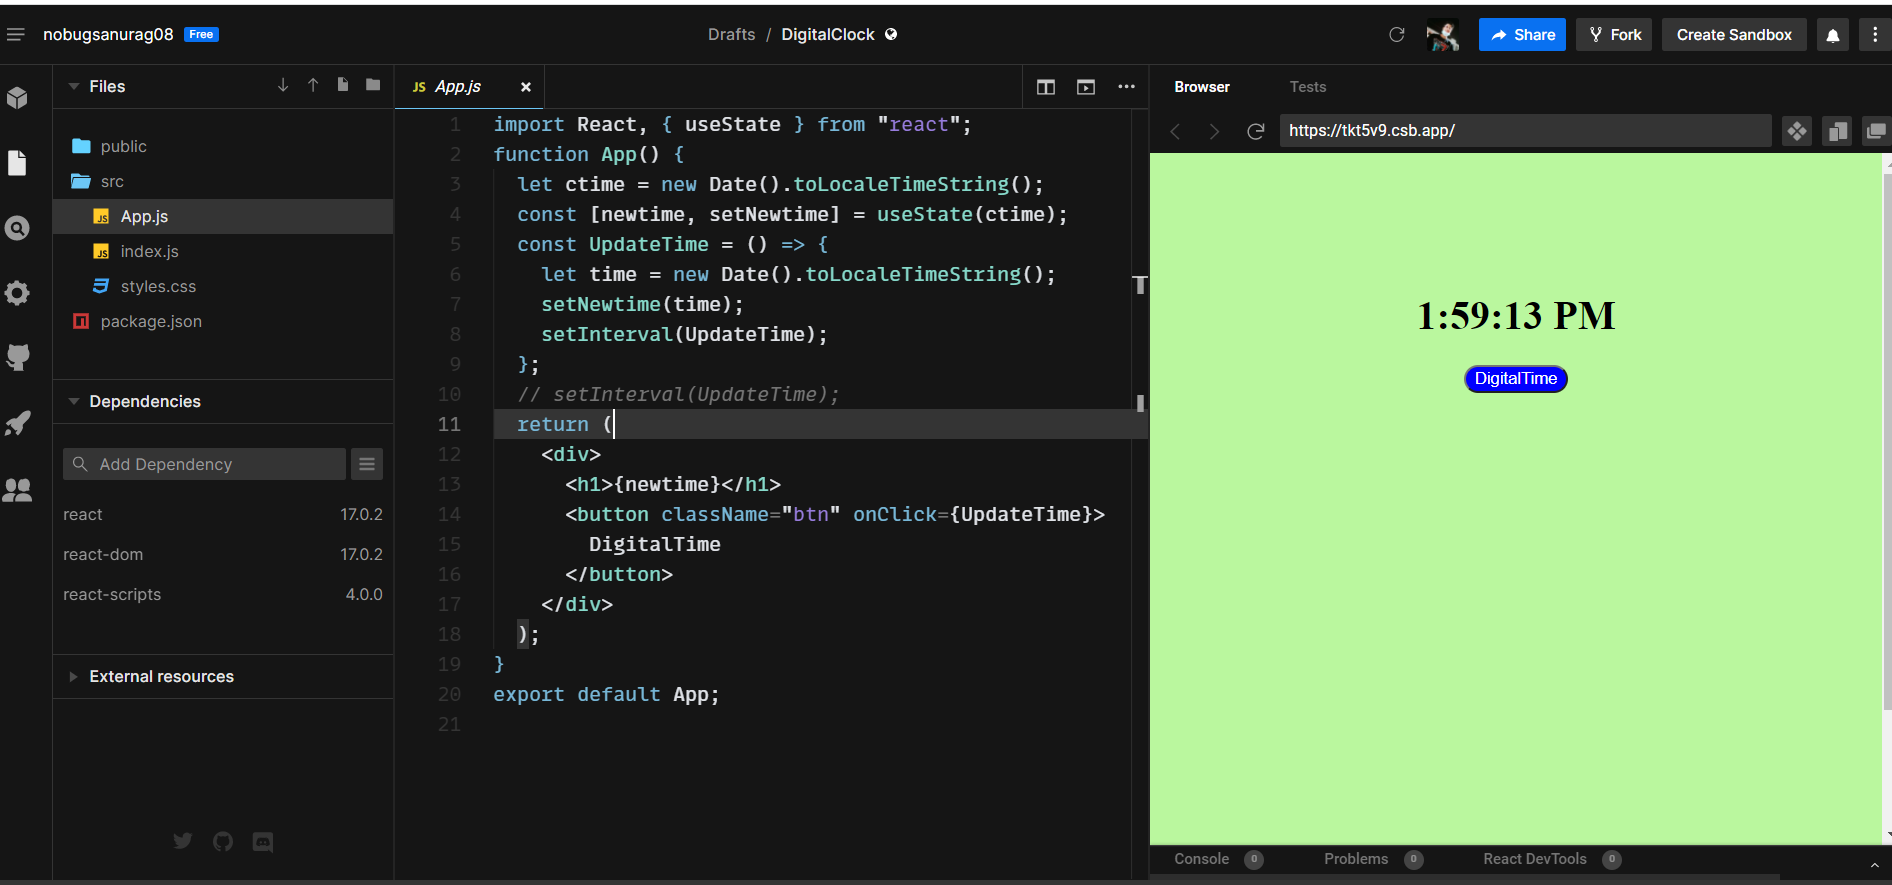 nobugsanurag08 Free
Drafts / DigitalClock
Share Fork Create Sandbox
Files
public
src
JS App.js
JS index.js
styles.css
package.json
Dependencies
Add Dependency
react 17.0.2
react-dom 17.0.2
react-scripts 4.0.0
External resources
JS App.js
1 import React, { useState } from "react";
2 function App() {
3 let ctime = new Date().toLocaleTimeString();
4 const [newtime, setNewtime] = useState(ctime);
5 const UpdateTime = () => {
6 let time = new Date().toLocaleTimeString();
7 setNewtime(time);
8 setInterval(UpdateTime);
9 };
10 // setInterval(UpdateTime);
11 return (
12 <div>
13 <h1>{newtime}</h1>
14 <button className="btn" onClick={UpdateTime}>
15 DigitalTime
16 </button>
17 </div>
18 );
19 }
20 export default App;
21
Browser Tests
https://tkt5v9.csb.app/
1:59:13 PM
DigitalTime
Console 0 Problems 0 React DevTools 0